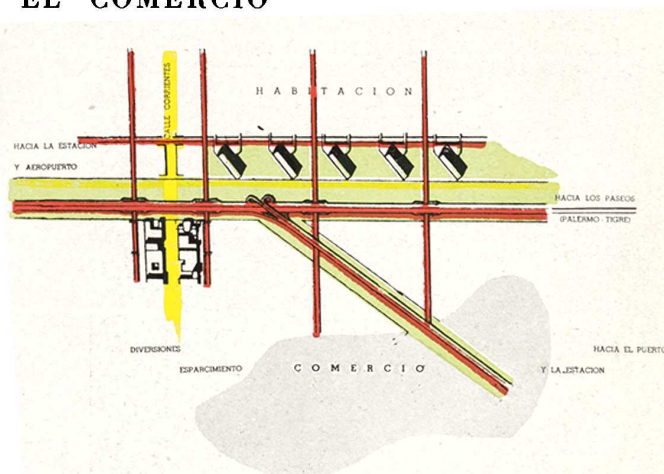 EL COMERCIO
CALLE CORRIENTES
HABITACION
HACIA LA ESTACION
Y AEROPUERTO
HACIA LOS PASEOS
(PALERMO-TIGRE)
DIVERSIONES
ESPARCIMIENTO
COMERCIO
HACIA EL PUERTO
Y LA ESTACION